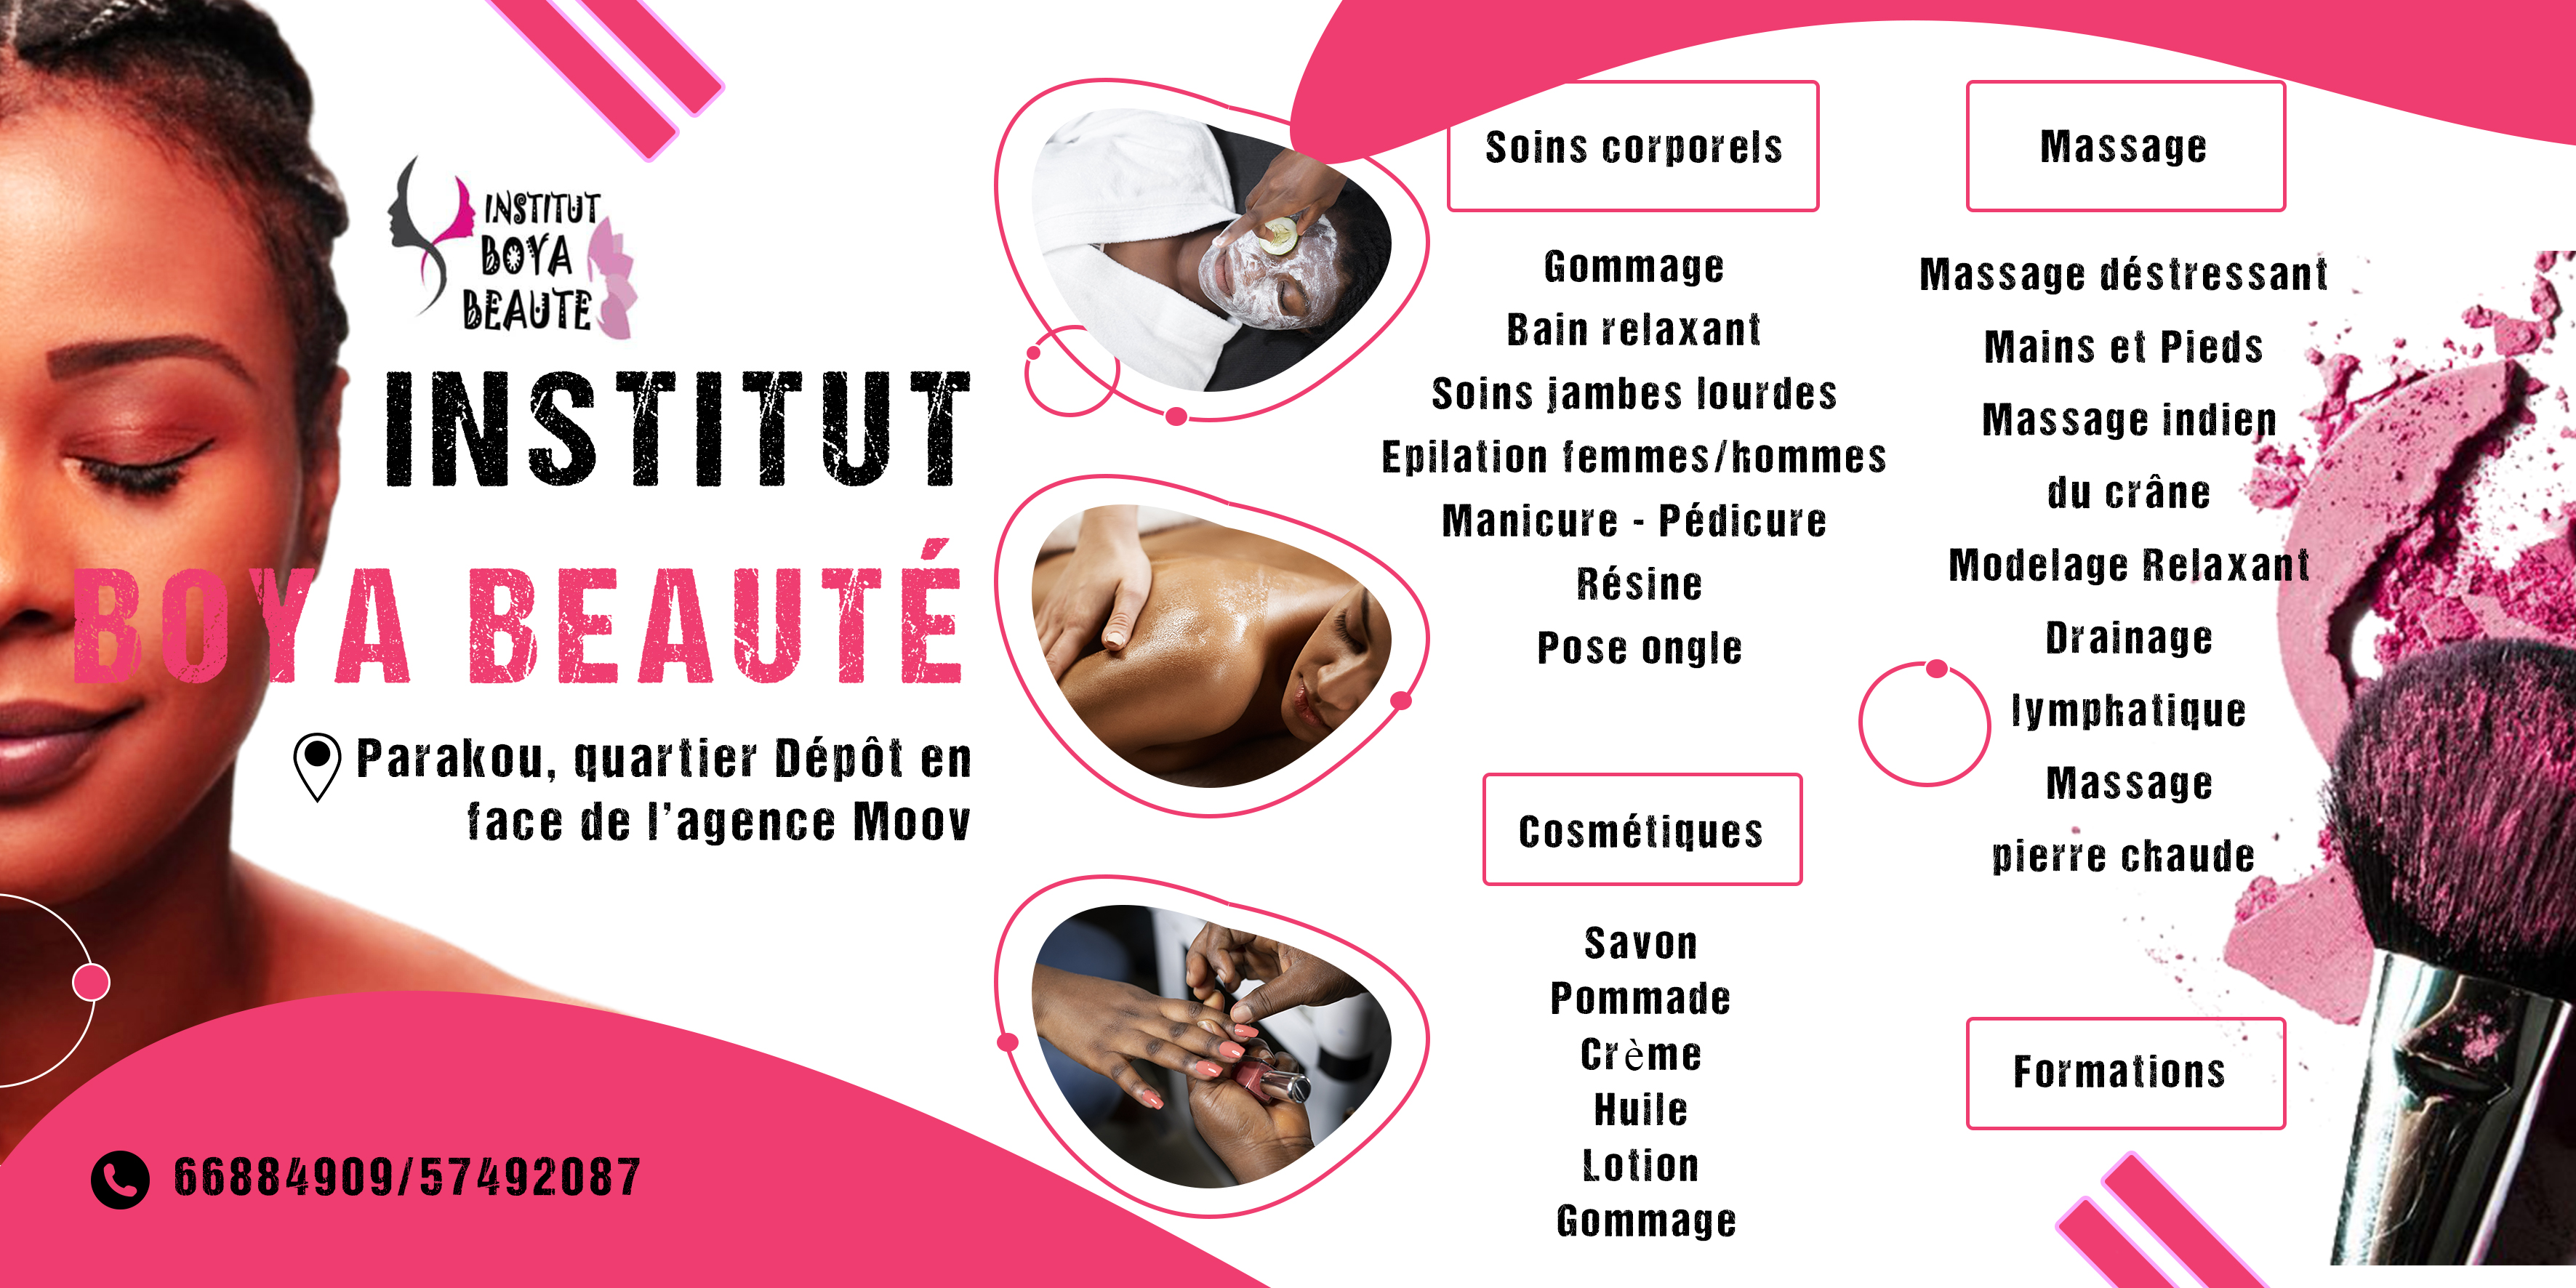 INSTITUT
BOYA
BEAUTE
INSTITUT
BOYA BEAUTÉ
Parakou, quartier Dépôt en
face de l'agence Moov
66884909/57492087
Soins corporels
Gommage
Bain relaxant
Soins jambes lourdes
Epilation femmes/hommes
Manicure - Pédicure
Résine
Pose ongle
Cosmétiques
Savon
Pommade
Crème
Huile
Lotion
Gommage
Massage
Massage déstressant
Mains et Pieds
Massage indien
du crâne
Modelage Relaxant
Drainage
lymphatique
Massage
pierre chaude
Formations